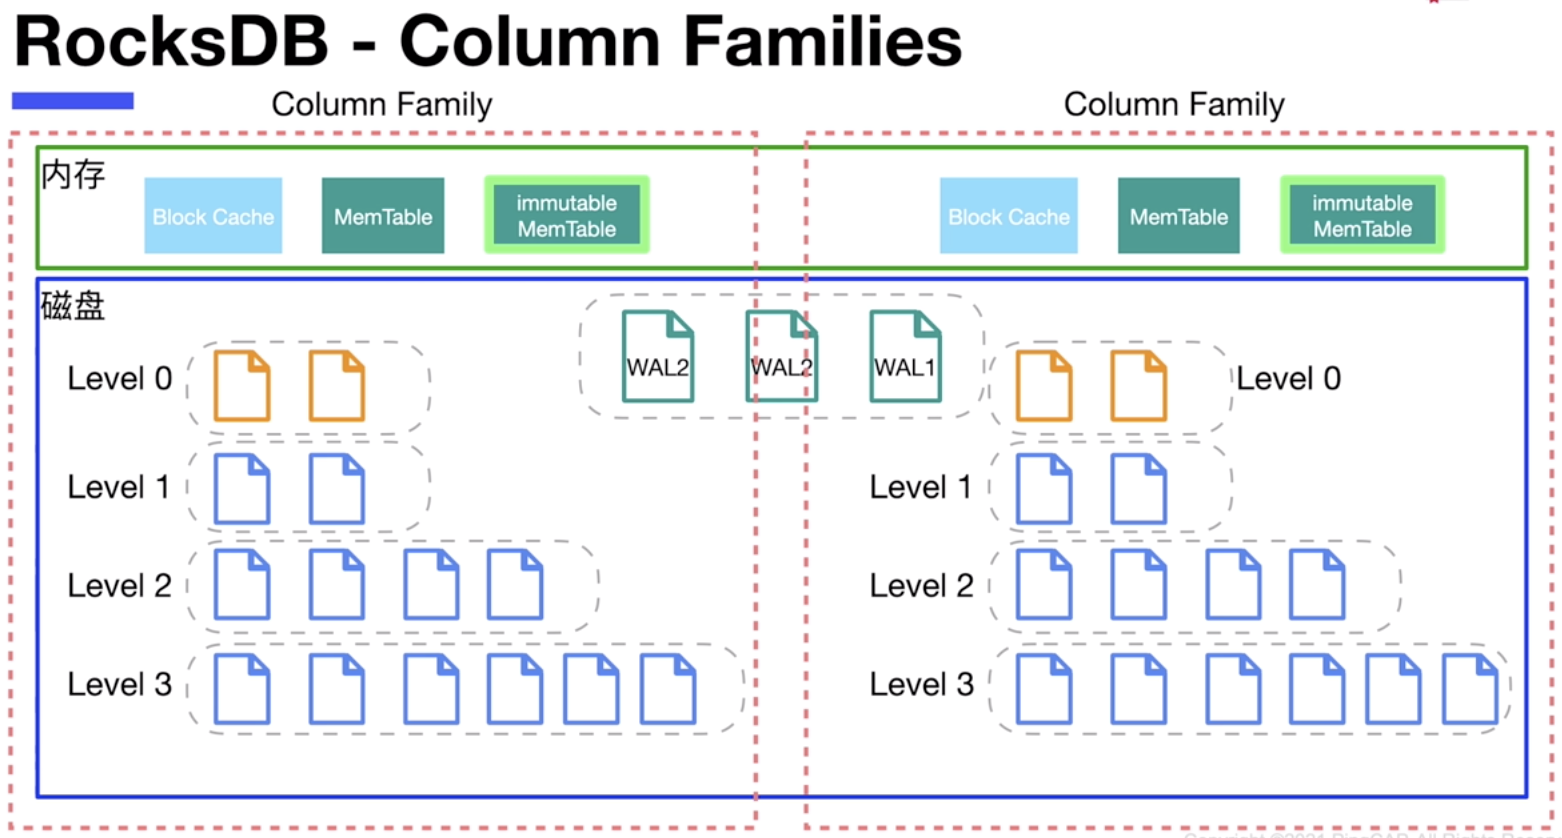 RocksDB - Column Families
Column Family
Column Family
内存
Block Cache
MemTable
immutable
MemTable
Block Cache
MemTable
immutable
MemTable
磁盘
WAL2
WAL2
WAL1
Level 0
Level 0
Level 1
Level 1
Level 2
Level 2
Level 3
Level 3